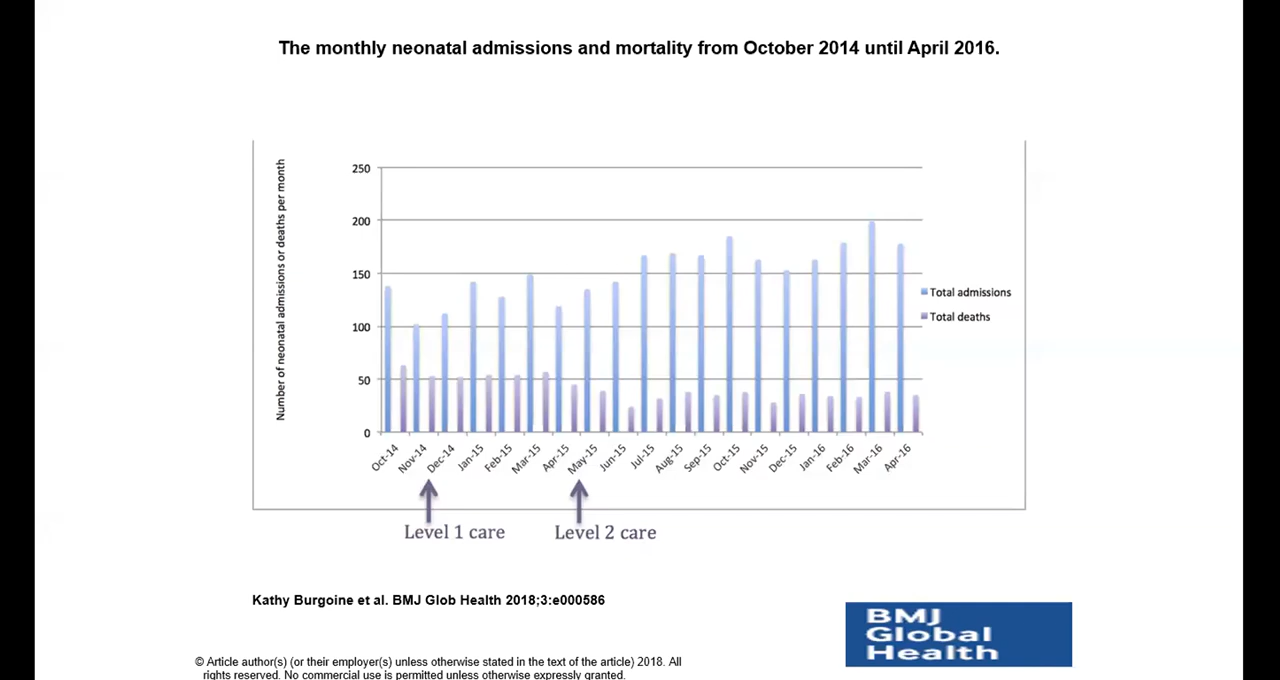 The monthly neonatal admissions and mortality from October 2014 until April 2016.
Number of neonatal admissions or deaths per month
250
200
150
100
50
0
Oct-14
Nov-14
Dec-14
Jan-15
Feb-15
Mar-15
Apr-15
May-15
Jun-15
Jul-15
Aug-15
Sep-15
Oct-15
Nov-15
Dec-15
Jan-16
Feb-16
Mar-16
Apr-16
Total admissions
Total deaths
Level 1 care
Level 2 care
Kathy Burgoine et al. BMJ Glob Health 2018;3:e000586
BMJ
Global
Health
© Article author(s) (or their employer(s) unless otherwise stated in the text of the article) 2018. All
rights reserved. No commercial use is permitted unless otherwise expressly granted.